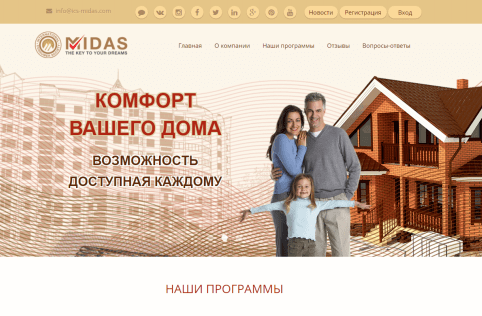 info@co-midas.com
Новости
Регистрация
Вход
MIDAS
THE KEY TO YOUR DREAMS
Главная
О компании
Наши программы
Отзывы
Вопросы-ответы
КОМФОРТ
ВАШЕГО ДОМА
ВОЗМОЖНОСТЬ
ДОСТУПНАЯ КАЖДОМУ
НАШИ ПРОГРАММЫ